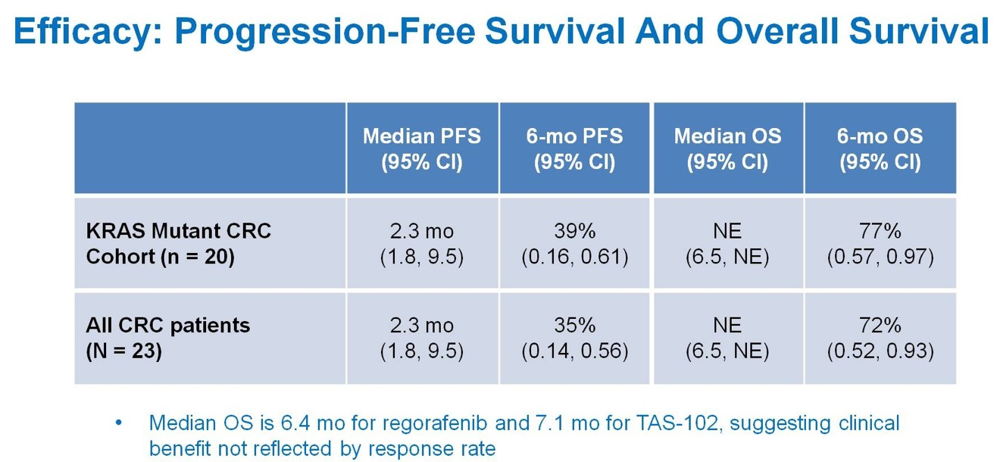 Efficacy: Progression-Free Survival And Overall Survival
Median PFS
(95% CI)
6-mo PFS
(95% CI)
Median OS
(95% CI)
6-mo OS
(95% CI)
KRAS Mutant CRC
Cohort (n = 20)
2.3 mo
(1.8, 9.5)
39%
(0.16, 0.61)
NE
(6.5, NE)
77%
(0.57, 0.97)
All CRC patients
(N = 23)
2.3 mo
(1.8, 9.5)
35%
(0.14, 0.56)
NE
(6.5, NE)
72%
(0.52, 0.93)
• Median OS is 6.4 mo for regorafenib and 7.1 mo for TAS-102, suggesting clinical
benefit not reflected by response rate